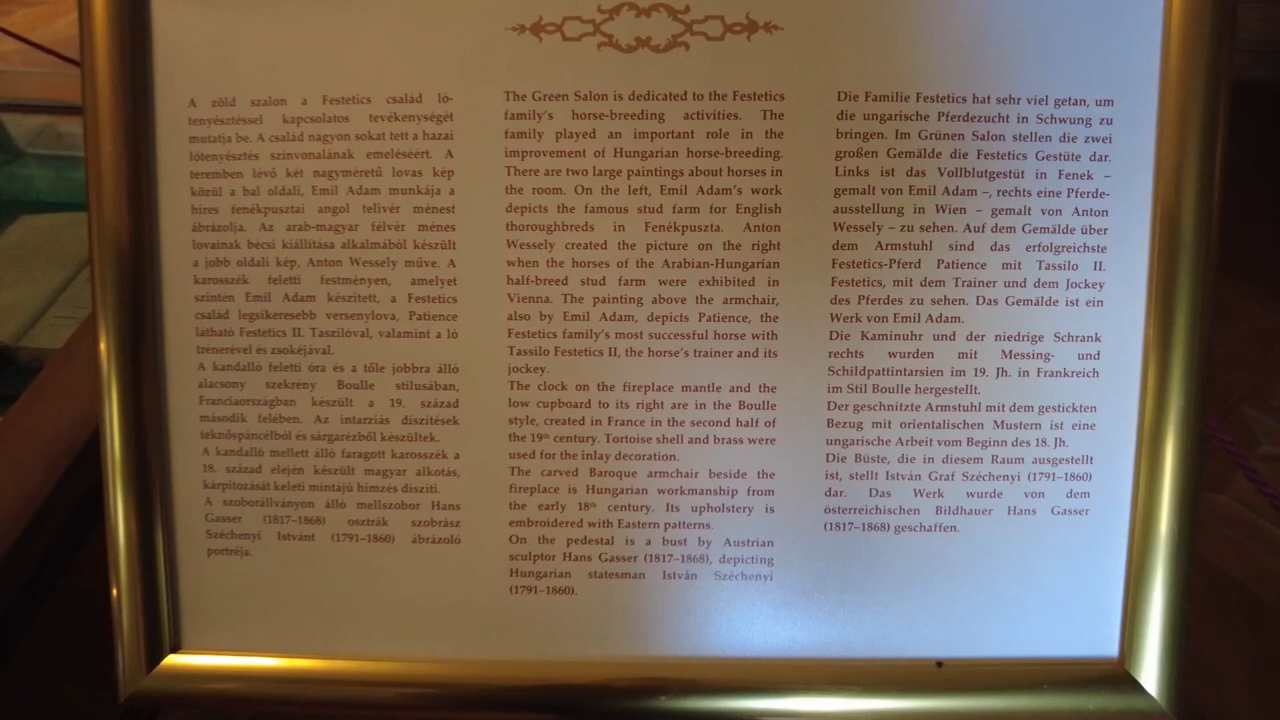 A zöld szalon a Festetics család ló-
tenyésztéssel kapcsolatos tevékenységét
mutatja be. A család nagyon sokat tett a hazai
lótenyésztés színvonalának emeléséért. A
teremben lévő két nagyméretű lovas kép
közül a bal oldali, Emil Adam munkája a
híres fenékpusztai angol telivér ménest
ábrázolja. Az arab-magyar félvér ménes
lovainak bécsi kiállítása alkalmából készült
a jobb oldali kép, Anton Wessely műve. A
karosszék feletti festményen, amelyet
szintén Emil Adam készített, a Festetics
család legsikeresebb versenylova, Patience
látható Festetics II. Taszilóval, valamint a ló
trénerével és zsokéjával.
A kandalló feletti óra és a tőle jobbra álló
alacsony szekrény Boulle stílusában,
Franciaországban készült a 19. század
második felében. Az intarziás díszítések
teknőspáncélból és sárgarézből készültek.
A kandalló mellett álló faragott karosszék a
18. század elején készült magyar alkotás,
kárpitozását keleti mintájú hímzés díszíti.
A szoborállványon álló mellszobor Hans
Gasser (1817–1868) osztrák szobrász
Széchenyi Istvánt (1791–1860) ábrázoló
portréja.
The Green Salon is dedicated to the Festetics
family's horse-breeding activities. The
family played an important role in the
improvement of Hungarian horse-breeding.
There are two large paintings about horses in
the room. On the left, Emil Adam's work
depicts the famous stud farm for English
thoroughbreds in Fenékpuszta. Anton
Wessely created the picture on the right
when the horses of the Arabian-Hungarian
half-breed stud farm were exhibited in
Vienna. The painting above the armchair,
also by Emil Adam, depicts Patience, the
Festetics family's most successful horse with
Tassilo Festetics II, the horse's trainer and its
jockey.
The clock on the fireplace mantle and the
low cupboard to its right are in the Boulle
style, created in France in the second half of
the 19th century. Tortoise shell and brass were
used for the inlay decoration.
The carved Baroque armchair beside the
fireplace is Hungarian workmanship from
the early 18th century. Its upholstery is
embroidered with Eastern patterns.
On the pedestal is a bust by Austrian
sculptor Hans Gasser (1817–1868), depicting
Hungarian statesman István Széchenyi
(1791–1860).
Die Familie Festetics hat sehr viel getan, um
die ungarische Pferdezucht in Schwung zu
bringen. Im Grünen Salon stellen die zwei
großen Gemälde die Festetics Gestüte dar.
Links ist das Vollblutgestüt in Fenek –
gemalt von Emil Adam –, rechts eine Pferde-
ausstellung in Wien – gemalt von Anton
Wessely – zu sehen. Auf dem Gemälde über
dem Armstuhl sind das erfolgreichste
Festetics-Pferd Patience mit Tassilo II.
Festetics, mit dem Trainer und dem Jockey
des Pferdes zu sehen. Das Gemälde ist ein
Werk von Emil Adam.
Die Kaminuhr und der niedrige Schrank
rechts wurden mit Messing- und
Schildpattintarsien im 19. Jh. in Frankreich
im Stil Boulle hergestellt.
Der geschnitzte Armstuhl mit dem gestickten
Bezug mit orientalischen Mustern ist eine
ungarische Arbeit vom Beginn des 18. Jh.
Die Büste, die in diesem Raum ausgestellt
ist, stellt István Graf Széchenyi (1791–1860)
dar. Das Werk wurde von dem
österreichischen Bildhauer Hans Gasser
(1817–1868) geschaffen.